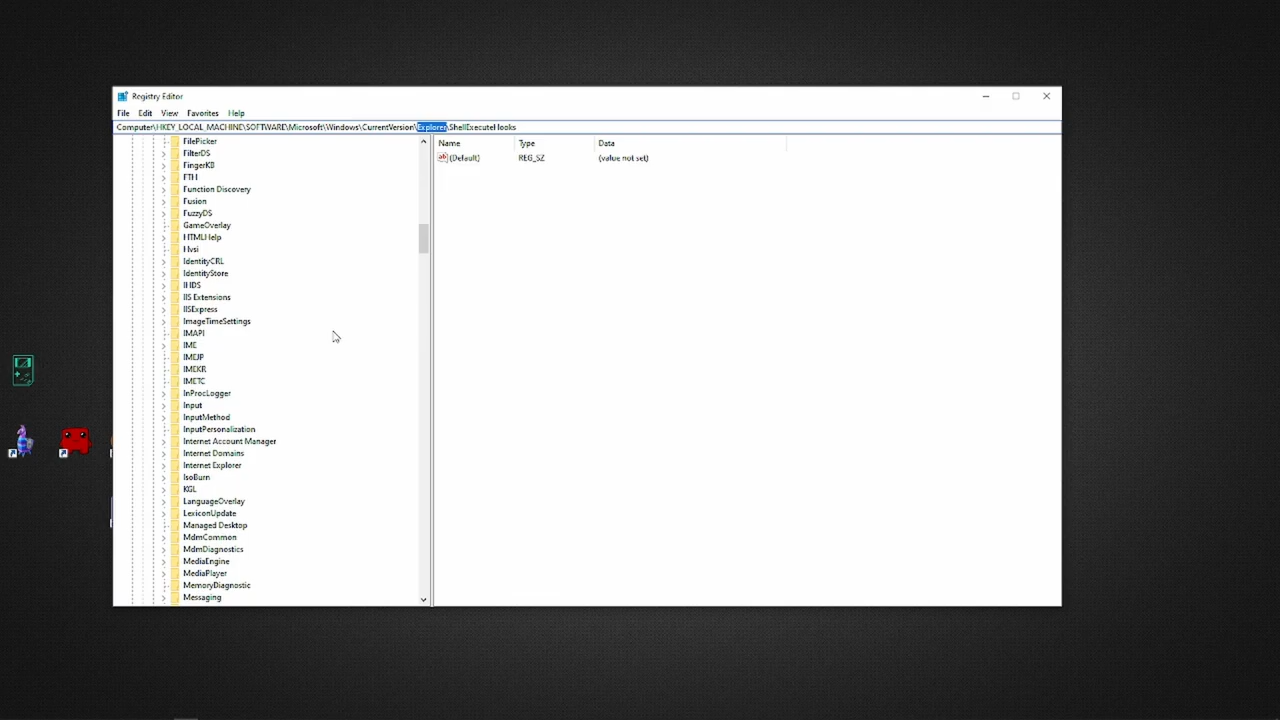 Registry Editor
File Edit View Favorites Help
Computer\HKEY_LOCAL_MACHINE\SOFTWARE\Microsoft\Windows\CurrentVersion\Explorer\ShellExecuteHooks
Name Type Data
(Default) REG_SZ (value not set)
FilePicker
FilterDS
FingerKB
FTH
Function Discovery
Fusion
FuzzyDS
GameOverlay
HTMLHelp
Hvsi
IdentityCRL
IdentityStore
IHDS
IIS Extensions
IISExpress
ImageTimeSettings
IMAPI
IME
IMEJP
IMEKR
IMETC
InProcLogger
Input
InputMethod
InputPersonalization
Internet Account Manager
Internet Domains
Internet Explorer
IsoBurn
KGL
LanguageOverlay
LexiconUpdate
Managed Desktop
MdmCommon
MdmDiagnostics
MediaEngine
MediaPlayer
MemoryDiagnostic
Messaging